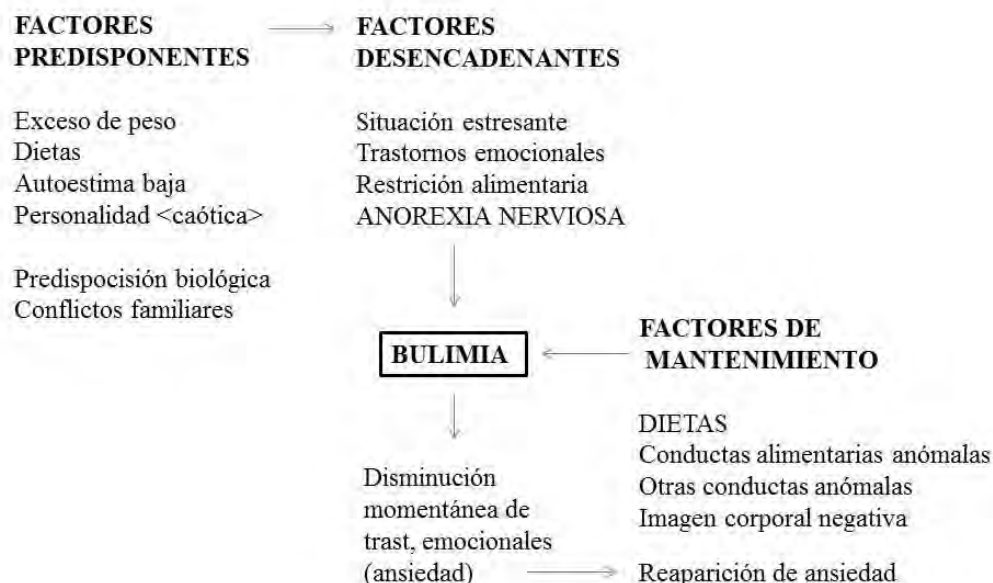 FACTORES
PREDISPONENTES
Exceso de peso
Dietas
Autoestima baja
Personalidad <caótica>
Predispocisión biológica
Conflictos familiares
FACTORES
DESENCADENANTES
Situación estresante
Trastornos emocionales
Restrición alimentaria
ANOREXIA NERVIOSA
BULIMIA
FACTORES DE
MANTENIMIENTO
DIETAS
Conductas alimentarias anómalas
Otras conductas anómalas
Imagen corporal negativa
Disminución
momentánea de
trast, emocionales
(ansiedad)
Reaparición de ansiedad